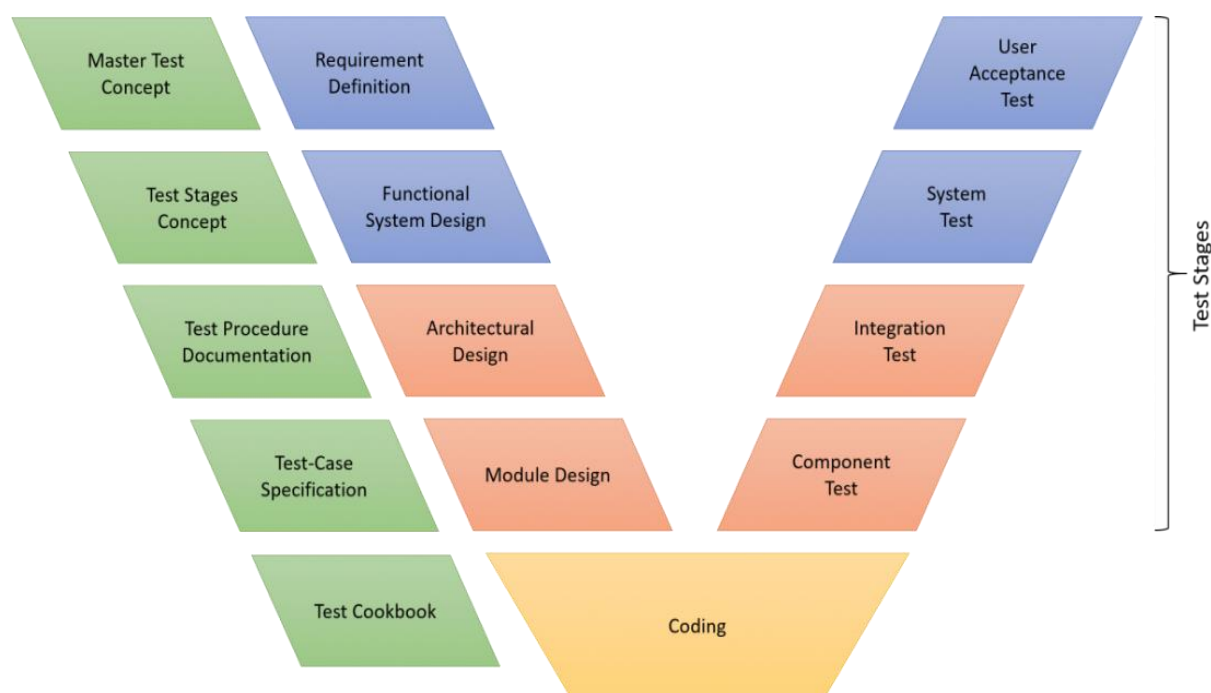 Master Test
Concept
Requirement
Definition
User
Acceptance
Test
Test Stages
Concept
Functional
System Design
System
Test
Test Procedure
Documentation
Architectural
Design
Integration
Test
Test-Case
Specification
Module Design
Component
Test
Test Cookbook
Coding
Test Stages